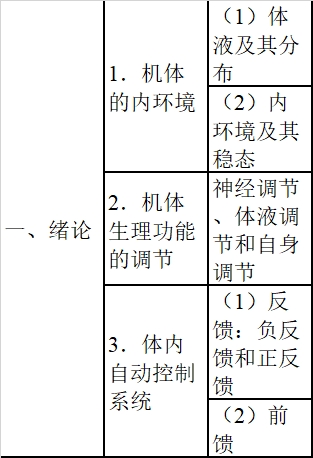 一、绪论
1．机体
的内环境
（1）体
液及其分
布
（2）内
环境及其
稳态
2．机体
生理功能
的调节
神经调节
、体液调
节和自身
调节
3．体内
自动控制
系统
（1）反
馈：负反
馈和正反
馈
（2）前
馈